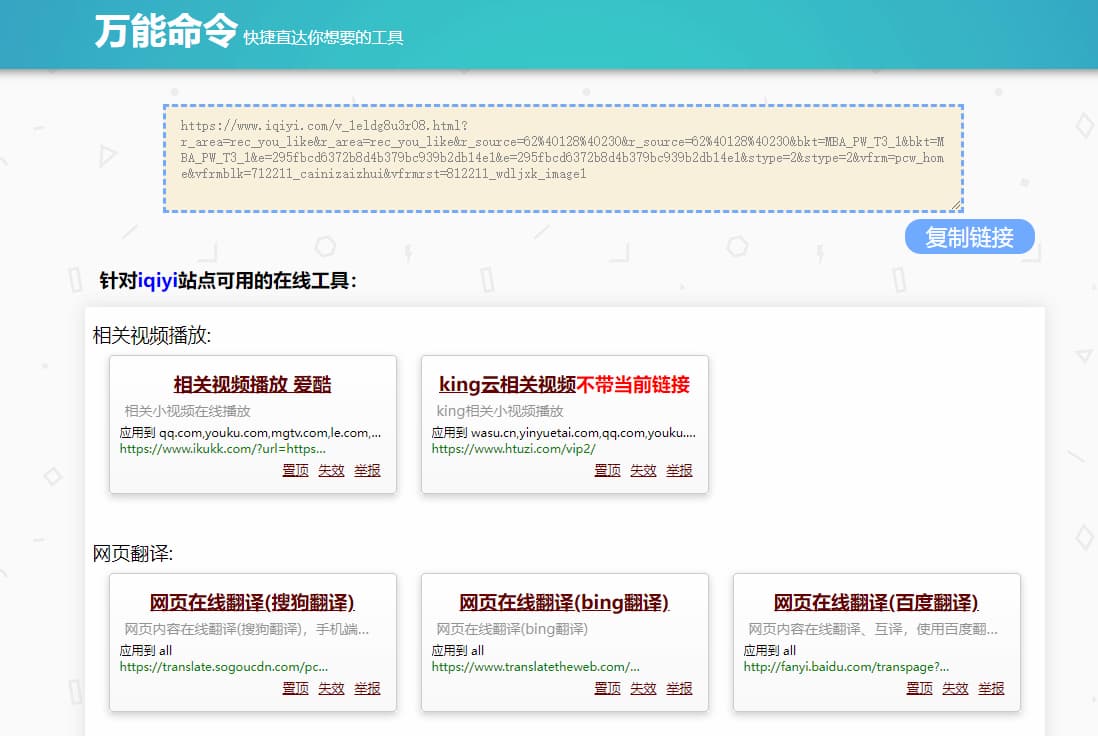 万能命令 快捷直达你想要的工具
https://www.iqiyi.com/v_1eldg8u3r08.html?
r_area=rec_you_like&r_area=rec_you_like&r_source=62%40128%40230&r_source=62%40128%40230&bkt=MBA_PW_T3_1&bkt=M
BA_PW_T3_1&e=295fbcd6372b8d4b379bc939b2db14e1&e=295fbcd6372b8d4b379bc939b2db14e1&stype=2&stype=2&vfrm=pcw_hom
e&vfrmblk=712211_cainizaizhui&vfrmrst=812211_wdljxk_image1
复制链接
针对iqiyi站点可用的在线工具：
相关视频播放:
相关视频播放 爱酷
相关小视频在线播放
应用到 qq.com,youku.com,mgtv.com,le.com,...
https://www.ikukk.com/?url=https...
置顶 失效 举报
king云相关视频不带当前链接
king相关小视频播放
应用到 wasu.cn,yinyuetai.com,qq.com,youku....
https://www.htuzi.com/vip2/
置顶 失效 举报
网页翻译:
网页在线翻译(搜狗翻译)
网页内容在线翻译(搜狗翻译)，手机端...
应用到 all
https://translate.sogoucdn.com/pc...
置顶 失效 举报
网页在线翻译(bing翻译)
网页在线翻译(bing翻译)
应用到 all
https://www.translatetheweb.com/...
置顶 失效 举报
网页在线翻译(百度翻译)
网页内容在线翻译、互译，使用百度翻...
应用到 all
http://fanyi.baidu.com/transpage?...
置顶 失效 举报